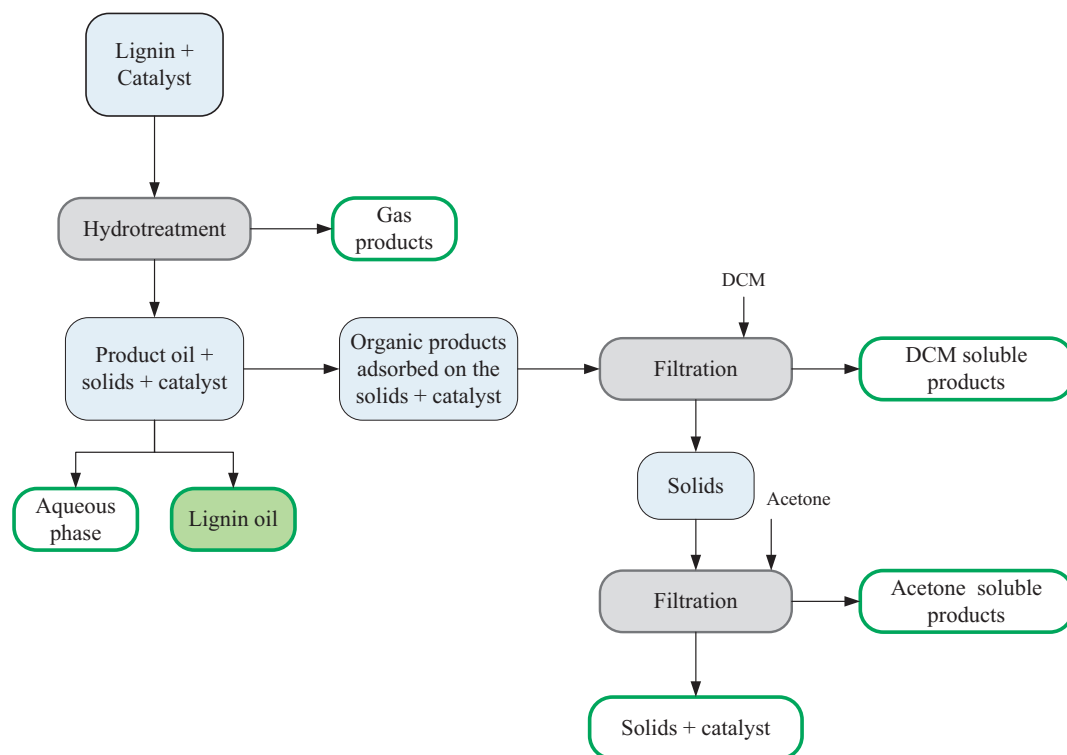 Lignin +
Catalyst
Hydrotreatment
Gas
products
DCM
Product oil +
solids + catalyst
Organic products
adsorbed on the
solids + catalyst
Filtration
DCM soluble
products
Solids
Acetone
Aqueous
phase
Lignin oil
Filtration
Acetone soluble
products
Solids + catalyst